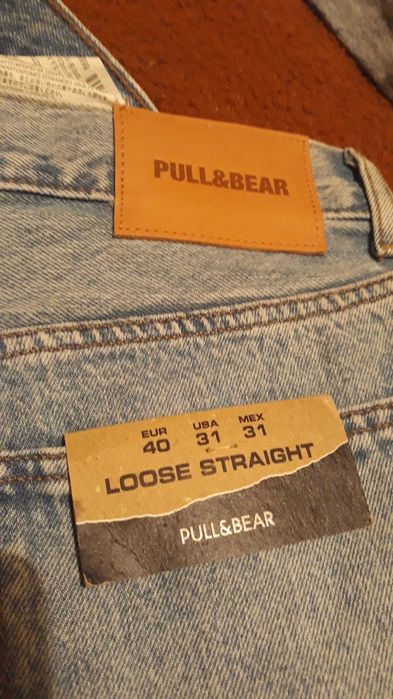 PULL&BEAR
EUR USA MEX
40 31 31
LOOSE STRAIGHT
PULL&BEAR